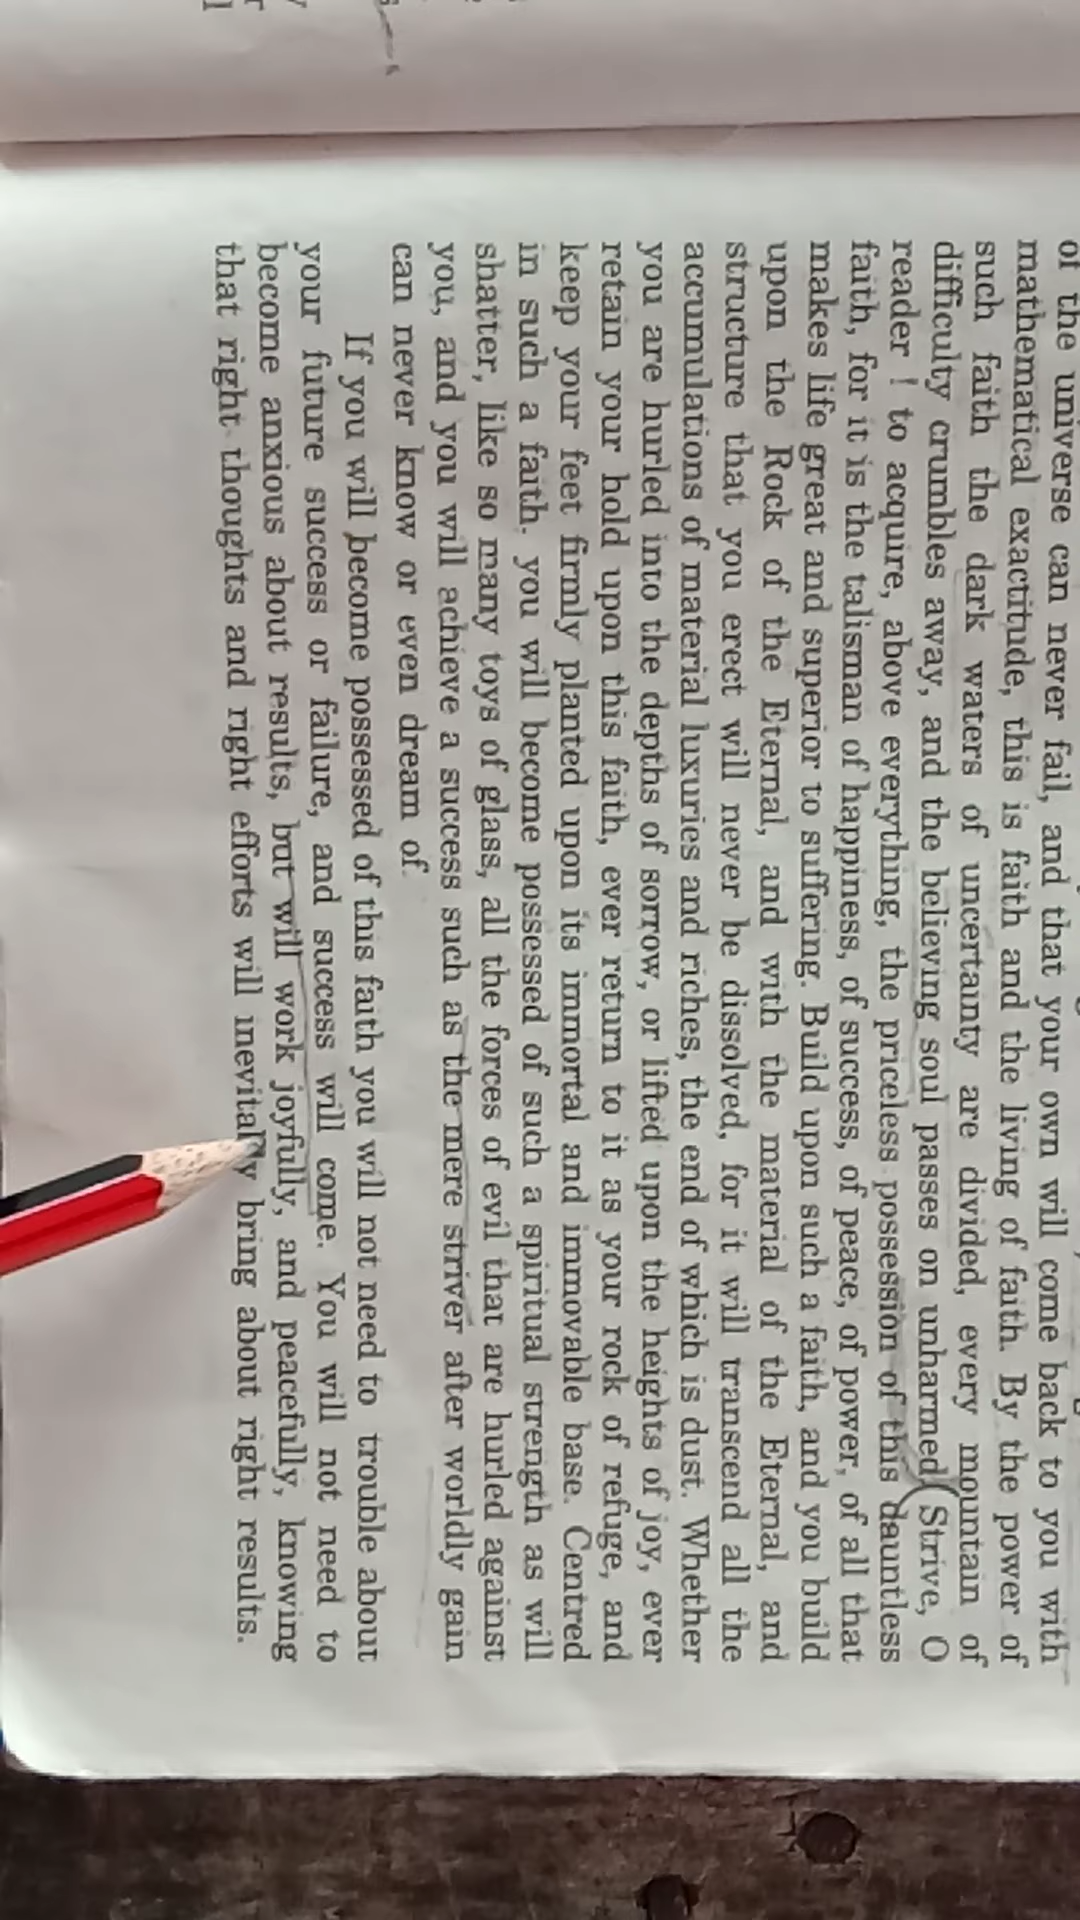 of the universe can never fail, and that your own will come back to you with
mathematical exactitude, this is faith and the living of faith. By the power of
such faith the dark waters of uncertainty are divided, every mountain of
difficulty crumbles away, and the believing soul passes on unharmed. Strive, O
reader ! to acquire, above everything, the priceless possession of this dauntless
faith, for it is the talisman of happiness, of success, of peace, of power, of all that
makes life great and superior to suffering. Build upon such a faith, and you build
upon the Rock of the Eternal, and with the material of the Eternal, and
structure that you erect will never be dissolved, for it will transcend all the
accumulations of material luxuries and riches, the end of which is dust. Whether
you are hurled into the depths of sorrow, or lifted upon the heights of joy, ever
retain your hold upon this faith, ever return to it as your rock of refuge, and
keep your feet firmly planted upon its immortal and immovable base. Centred
in such a faith, you will become possessed of such a spiritual strength as will
shatter, like so many toys of glass, all the forces of evil that are hurled against
you, and you will achieve a success such as the mere striver after worldly gain
can never know or even dream of.
If you will become possessed of this faith you will not need to trouble about
your future success or failure, and success will come. You will not need to
become anxious about results, but will work joyfully, and peacefully, knowing
that right thoughts and right efforts will inevitably bring about right results.